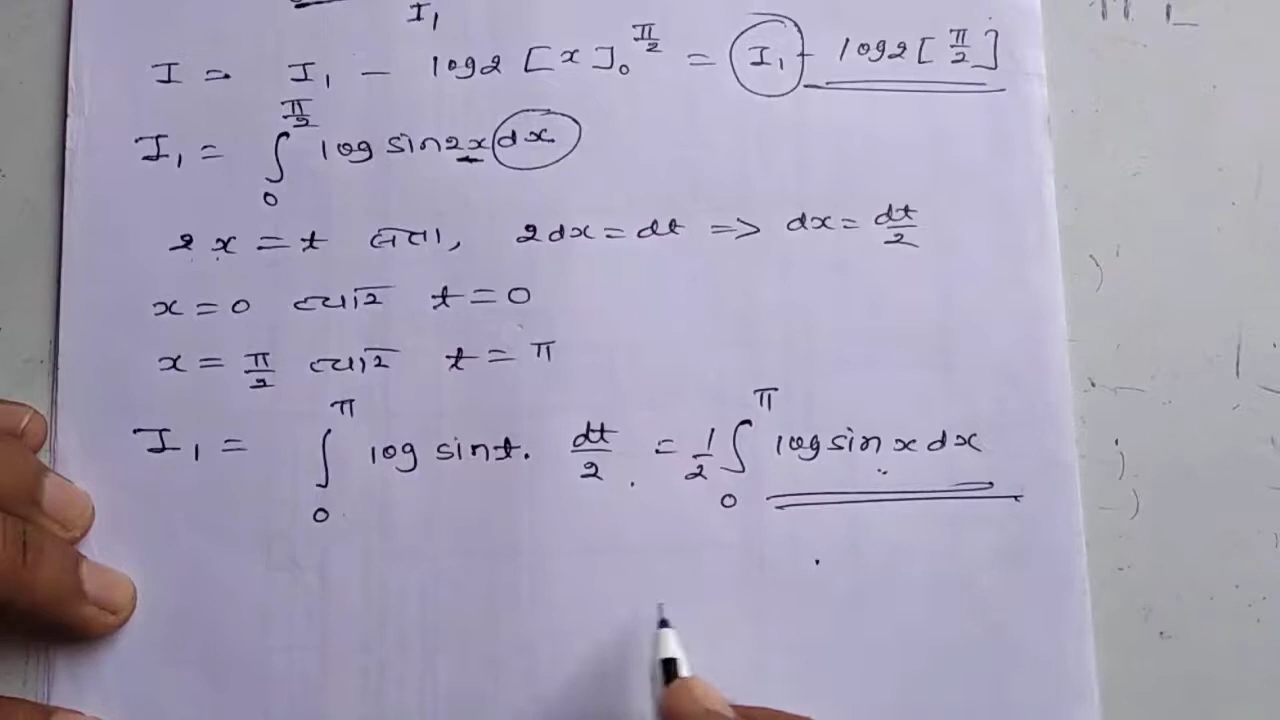 I₁
I = I₁ − log2 [x]₀^π/2 = I₁ − log2 [π/2]
I₁ = ∫₀^π/2 log sin2x dx
2x = t લેતા, 2dx = dt ⇒ dx = dt/2
x = 0 ત્યારે t = 0
x = π/2 ત્યારે t = π
I₁ = ∫₀^π log sint. dt/2 = 1/2 ∫₀^π log sin x dx